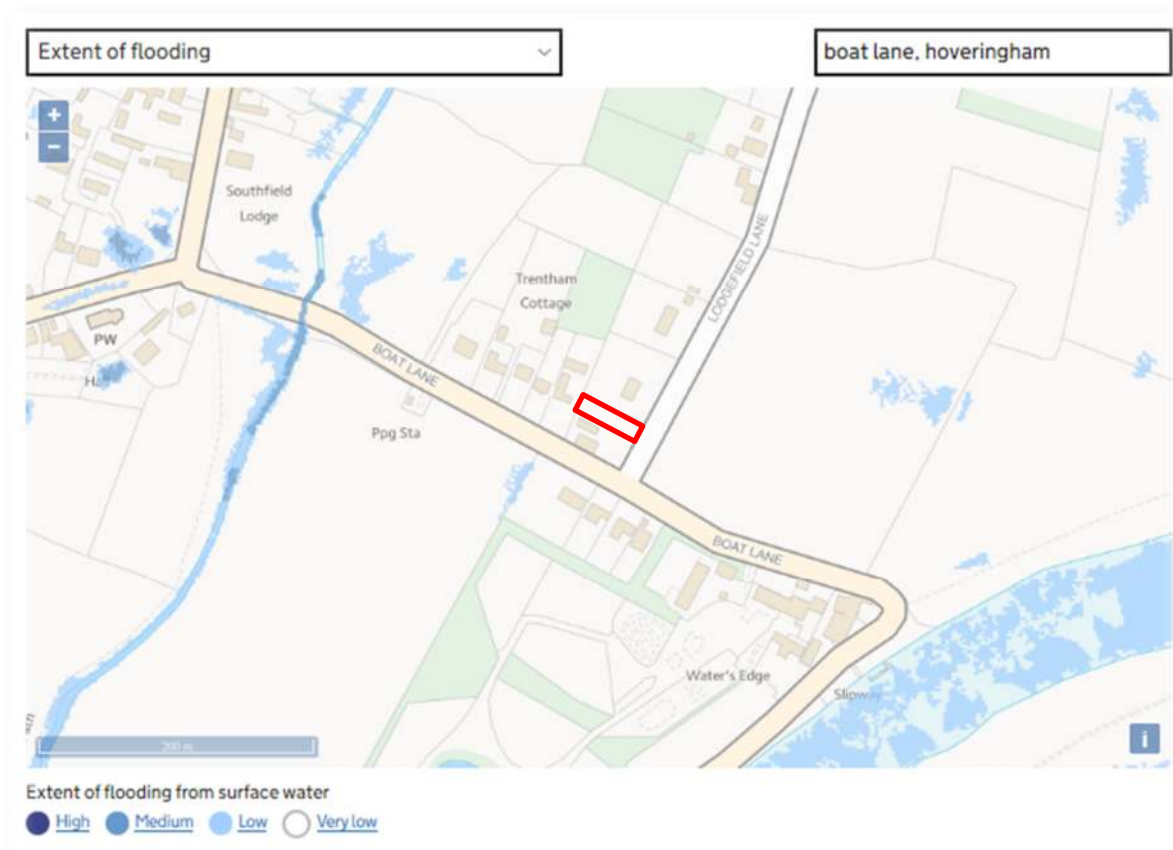 Extent of flooding
boat lane, hoveringham
+
−
Southfield
Lodge
Trentham
Cottage
LODGEFIELD LANE
PW
BOAT LANE
Ppg Sta
BOAT LANE
Water's Edge
Slipway
200 m
i
Extent of flooding from surface water
High Medium Low Very low